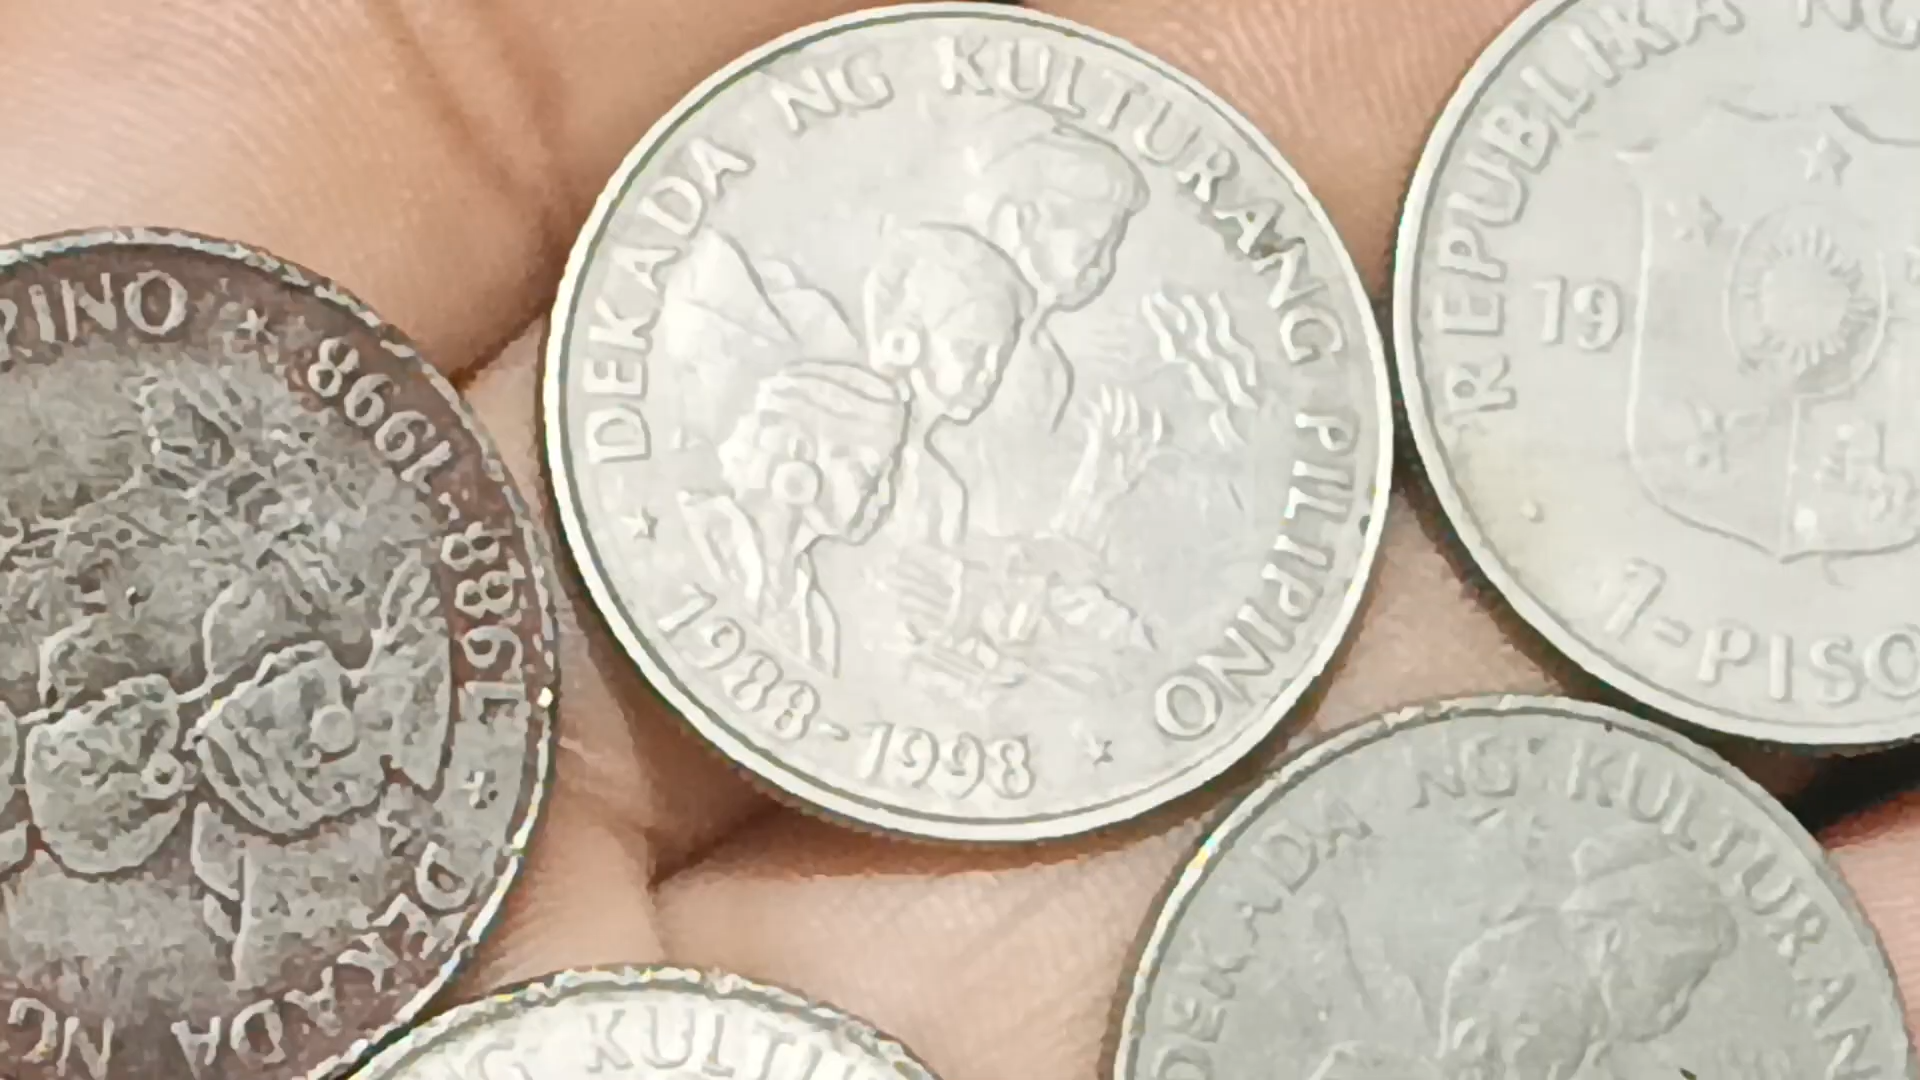 DEKADA NG KULTURANG PILIPINO
1988-1998
REPUBLIKA NG
19
1-PISO
PINO
1988-1998
DEKADA NG
DEKADA NG KULTURAN
NG KULTU